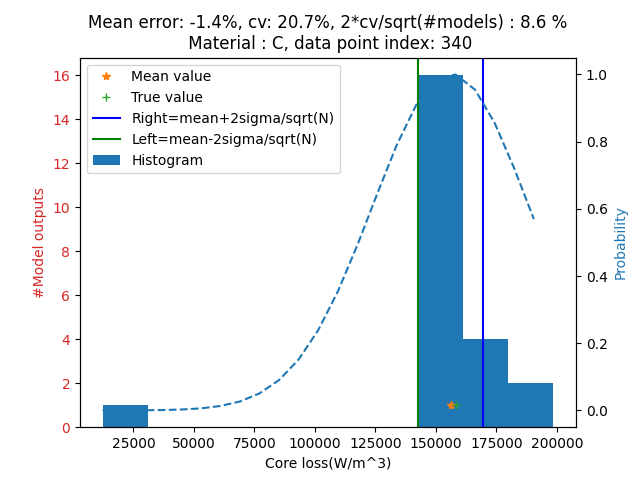 Mean error: -1.4%, cv: 20.7%, 2*cv/sqrt(#models) : 8.6 %
Material : C, data point index: 340
Mean value
True value
Right=mean+2sigma/sqrt(N)
Left=mean-2sigma/sqrt(N)
Histogram
#Model outputs
16
14
12
10
8
6
4
2
0
1.0
0.8
0.6
0.4
0.2
0.0
Probability
25000 50000 75000 100000 125000 150000 175000 200000
Core loss(W/m^3)